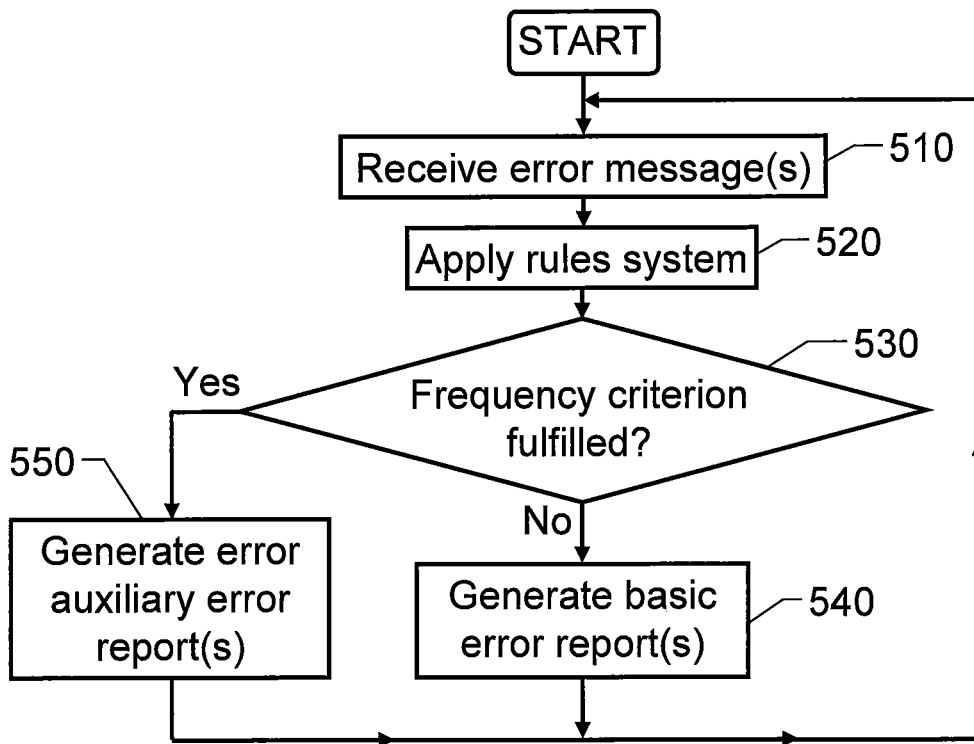 START
Receive error message(s)
510
Apply rules system
520
530
Yes
Frequency criterion
fulfilled?
550
No
Generate error
auxiliary error
report(s)
Generate basic
error report(s)
540